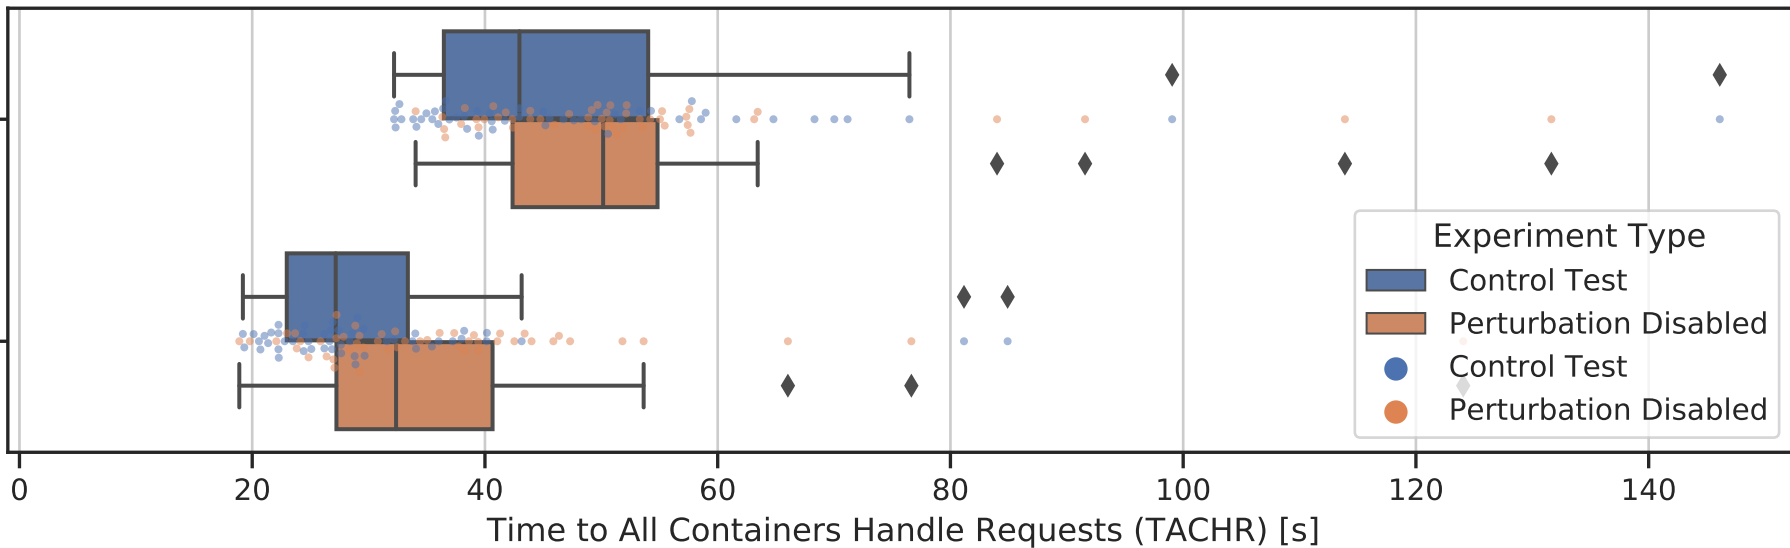 Experiment Type
Control Test
Perturbation Disabled
Control Test
Perturbation Disabled
0 20 40 60 80 100 120 140
Time to All Containers Handle Requests (TACHR) [s]